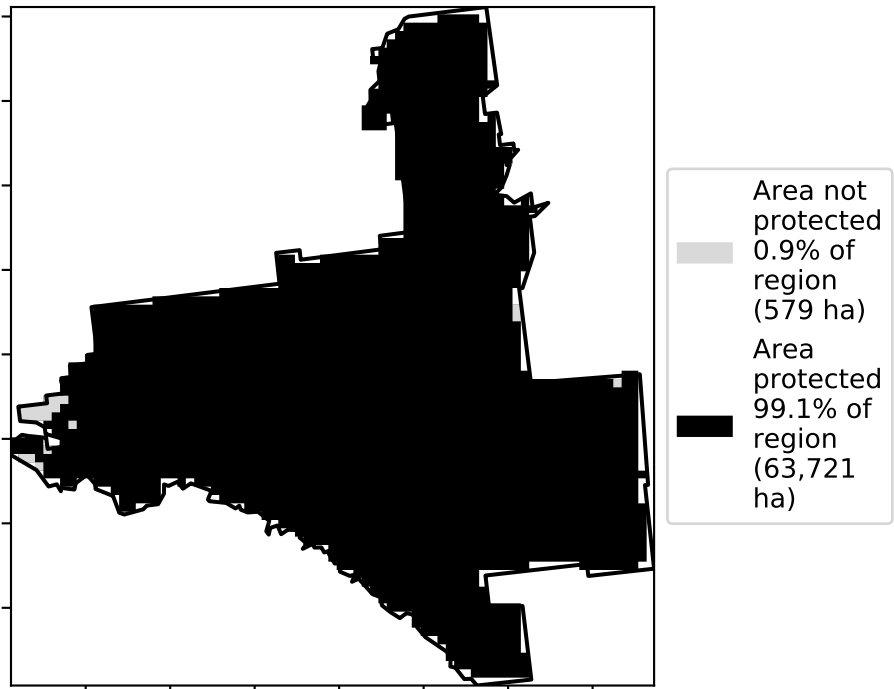 Area not
protected
0.9% of
region
(579 ha)
Area
protected
99.1% of
region
(63,721
ha)